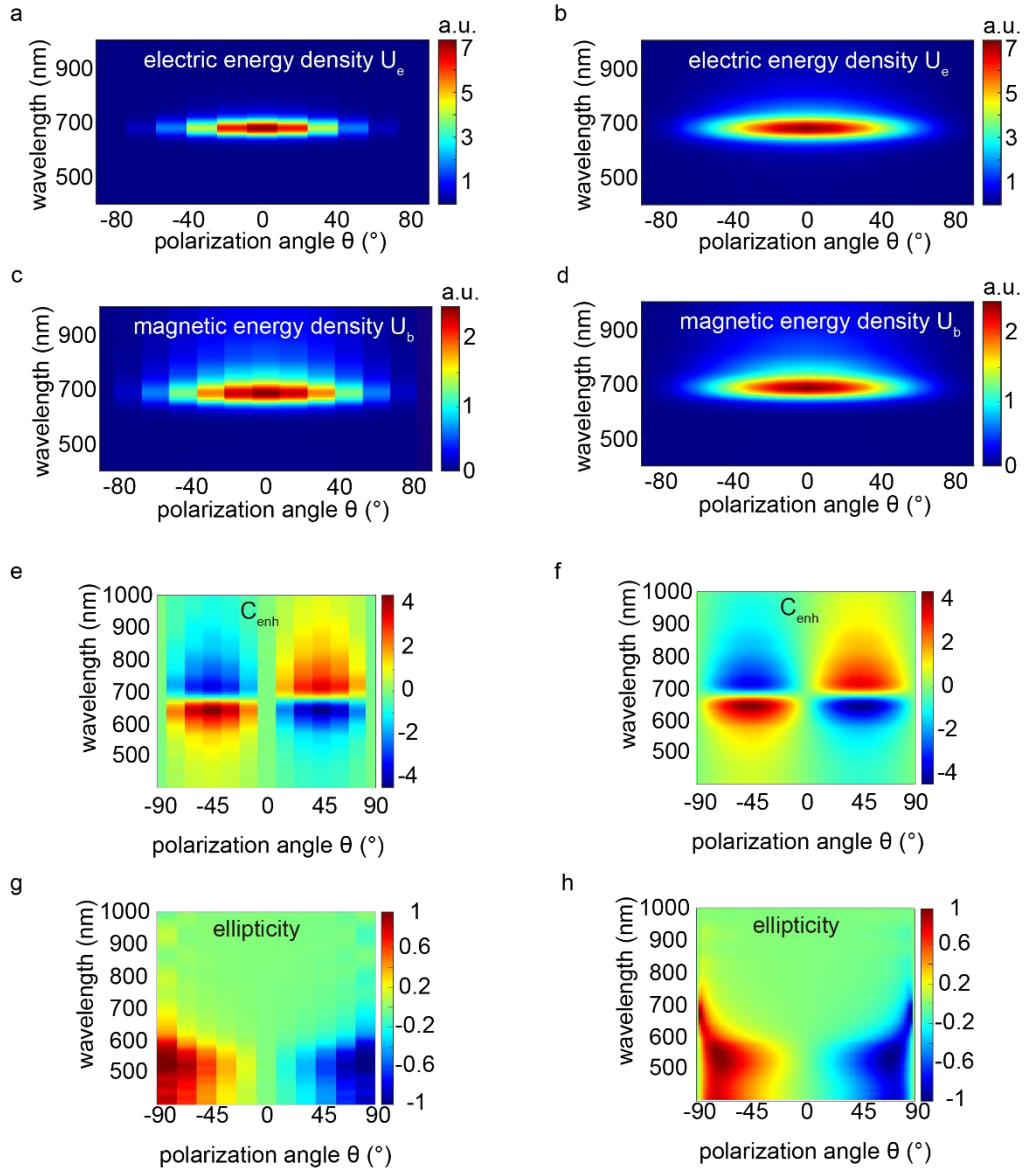 a
a.u.
electric energy density Ue
wavelength (nm)
900
700
500
7
5
3
1
-80 -40 0 40 80
polarization angle θ (°)
b
a.u.
electric energy density Ue
wavelength (nm)
900
700
500
7
5
3
1
-80 -40 0 40 80
polarization angle θ (°)
c
a.u.
magnetic energy density Ub
wavelength (nm)
900
700
500
2
1
0
-80 -40 0 40 80
polarization angle θ (°)
d
a.u.
magnetic energy density Ub
wavelength (nm)
900
700
500
2
1
0
-80 -40 0 40 80
polarization angle θ (°)
e
Cenh
wavelength (nm)
1000
900
800
700
600
500
4
2
0
-2
-4
-90 -45 0 45 90
polarization angle θ (°)
f
Cenh
wavelength (nm)
1000
900
800
700
600
500
4
2
0
-2
-4
-90 -45 0 45 90
polarization angle θ (°)
g
ellipticity
wavelength (nm)
1000
900
800
700
600
500
1
0.6
0.2
-0.2
-0.6
-1
-90 -45 0 45 90
polarization angle θ (°)
h
ellipticity
wavelength (nm)
1000
900
800
700
600
500
1
0.6
0.2
-0.2
-0.6
-1
-90 -45 0 45 90
polarization angle θ (°)